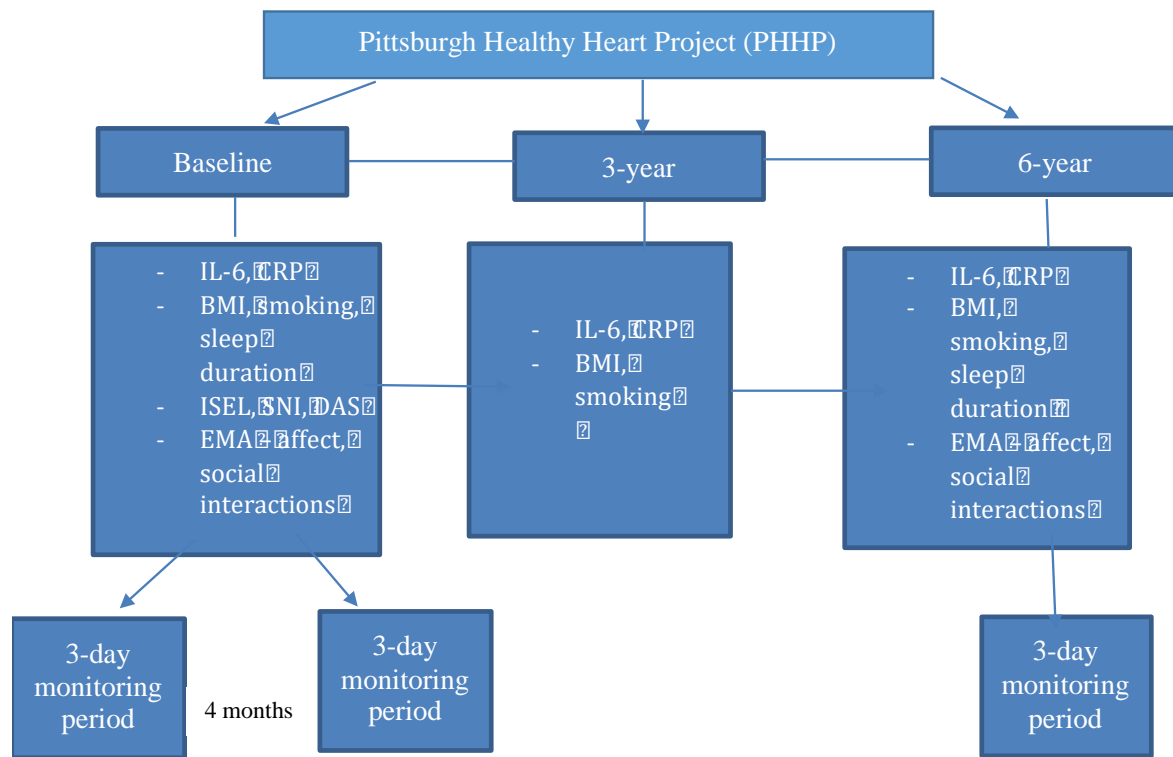 Pittsburgh Healthy Heart Project (PHHP)
Baseline
3-year
6-year
- IL-6, CRP
- BMI, smoking,
sleep
duration
- ISEL, SNI, DAS
- EMA – affect,
social
interactions
- IL-6, CRP
- BMI,
smoking
- IL-6, CRP
- BMI,
smoking,
sleep
duration
- EMA – affect,
social
interactions
3-day
monitoring
period
4 months
3-day
monitoring
period
3-day
monitoring
period